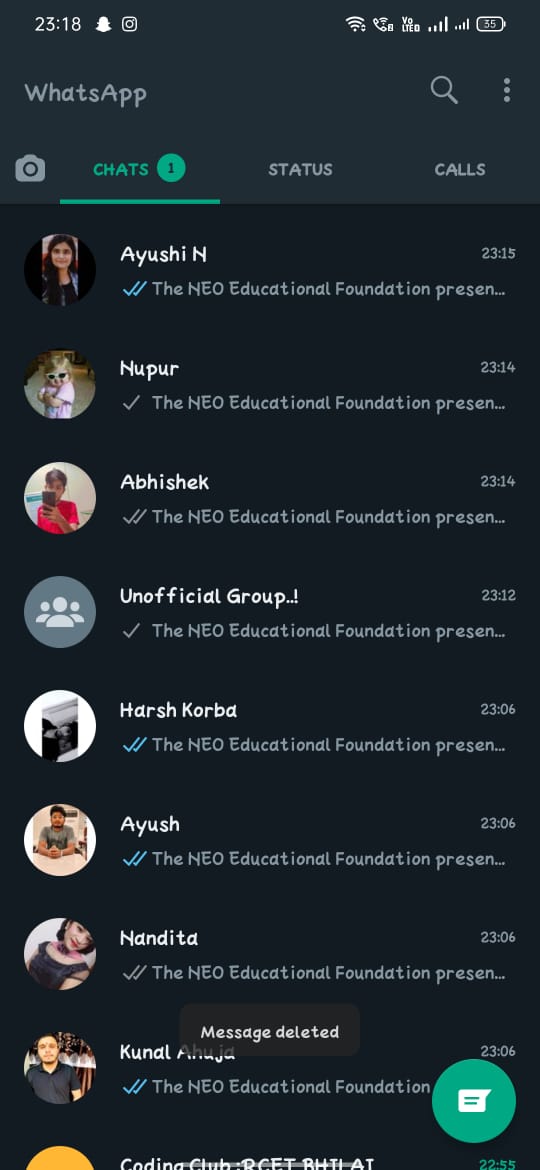 23:18
Vo
LTED
35
WhatsApp
CHATS 1 STATUS CALLS
Ayushi N 23:15
The NEO Educational Foundation presen...
Nupur 23:14
The NEO Educational Foundation presen...
Abhishek 23:14
The NEO Educational Foundation presen...
Unofficial Group..! 23:12
The NEO Educational Foundation presen...
Harsh Korba 23:06
The NEO Educational Foundation presen...
Ayush 23:06
The NEO Educational Foundation presen...
Nandita 23:06
The NEO Educational Foundation presen...
Message deleted
Kunal Ahuja 23:06
The NEO Educational Foundation
Coding Club :RCET BHILAI 22:55